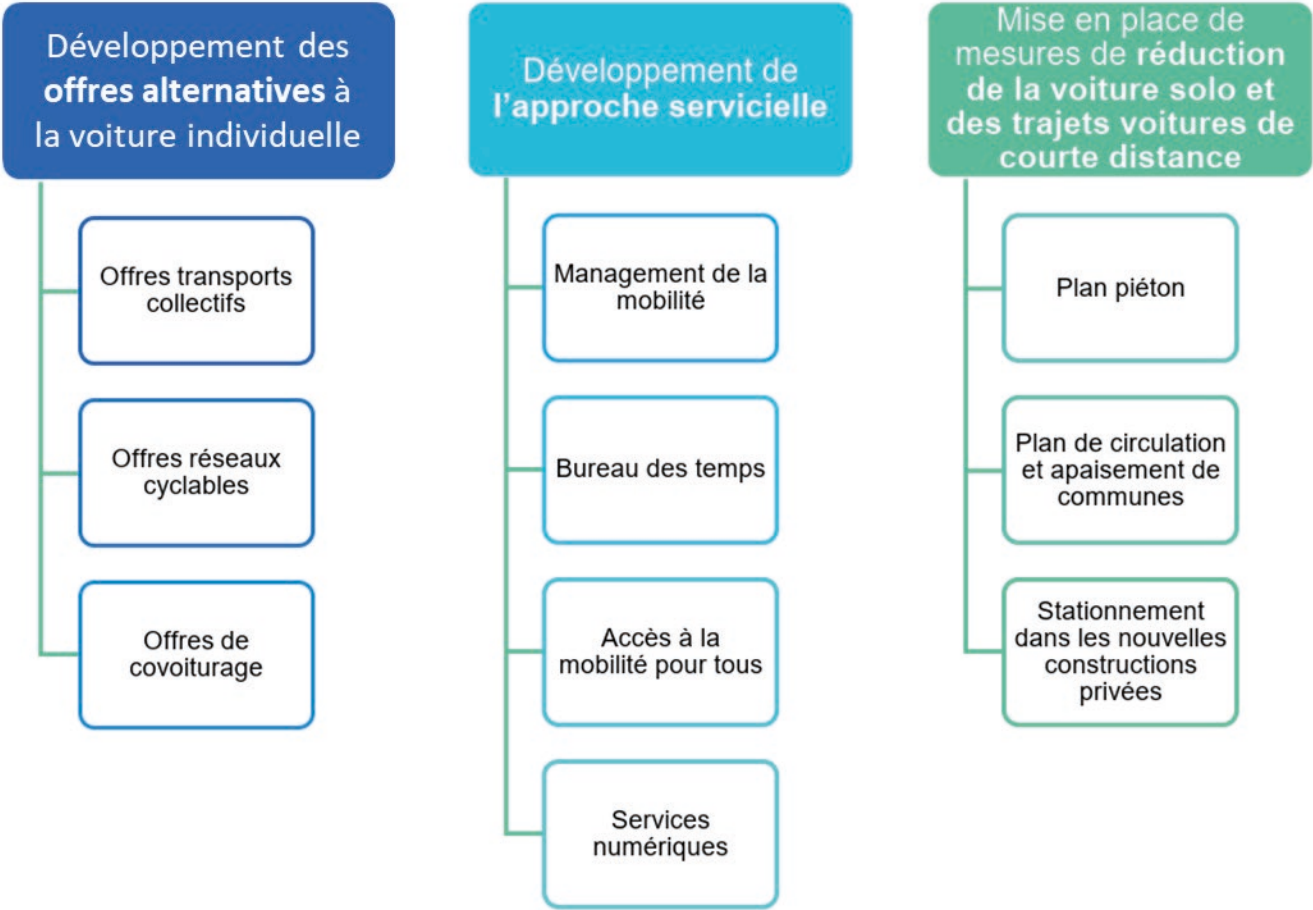 Développement des
offres alternatives à
la voiture individuelle
Offres transports
collectifs
Offres réseaux
cyclables
Offres de
covoiturage
Développement de
l'approche servicielle
Management de la
mobilité
Bureau des temps
Accès à la
mobilité pour tous
Services
numériques
Mise en place de
mesures de réduction
de la voiture solo et
des trajets voitures de
courte distance
Plan piéton
Plan de circulation
et apaisement de
communes
Stationnement
dans les nouvelles
constructions
privées